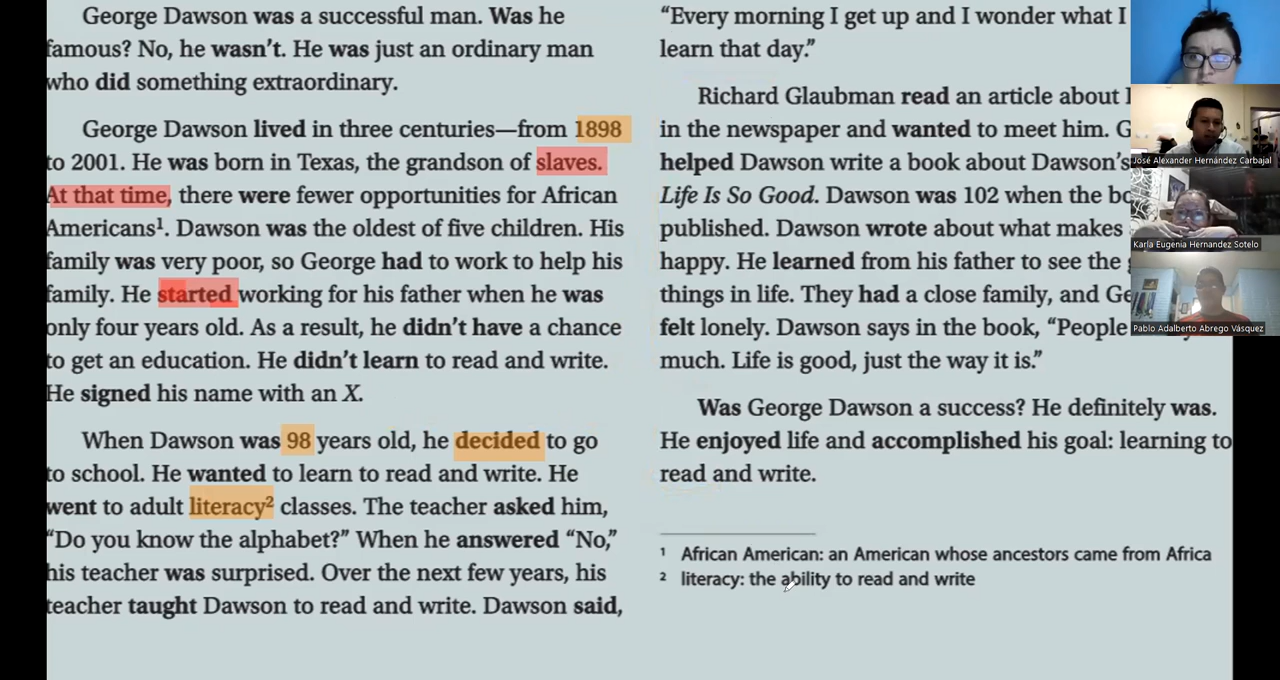 George Dawson was a successful man. Was he
famous? No, he wasn't. He was just an ordinary man
who did something extraordinary.
George Dawson lived in three centuries—from 1898
to 2001. He was born in Texas, the grandson of slaves.
At that time, there were fewer opportunities for African
Americans¹. Dawson was the oldest of five children. His
family was very poor, so George had to work to help his
family. He started working for his father when he was
only four years old. As a result, he didn't have a chance
to get an education. He didn't learn to read and write.
He signed his name with an X.
When Dawson was 98 years old, he decided to go
to school. He wanted to learn to read and write. He
went to adult literacy² classes. The teacher asked him,
"Do you know the alphabet?" When he answered "No,"
his teacher was surprised. Over the next few years, his
teacher taught Dawson to read and write. Dawson said,
"Every morning I get up and I wonder what I
learn that day."
Richard Glaubman read an article about
in the newspaper and wanted to meet him.
helped Dawson write a book about Dawson's
Life Is So Good. Dawson was 102 when the
published. Dawson wrote about what makes
happy. He learned from his father to see the
things in life. They had a close family, and
felt lonely. Dawson says in the book, "People
much. Life is good, just the way it is."
Was George Dawson a success? He definitely was.
He enjoyed life and accomplished his goal: learning to
read and write.
¹ African American: an American whose ancestors came from Africa
² literacy: the ability to read and write
José Alexander Hernández Carbajal
Karla Eugenia Hernandez Sotelo
Pablo Adalberto Abrego Vásquez